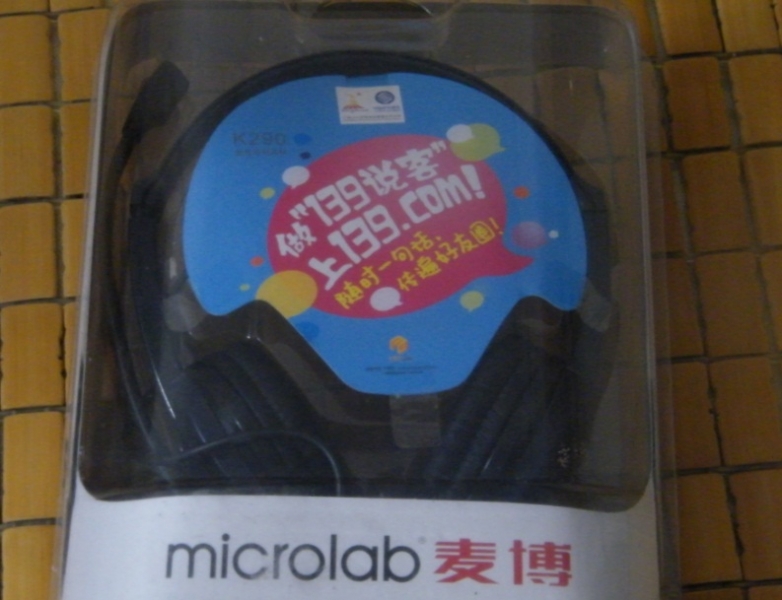 K290
做"139说客"
上139.com!
随时一句话,
传遍好友圈!
microlab 麦博